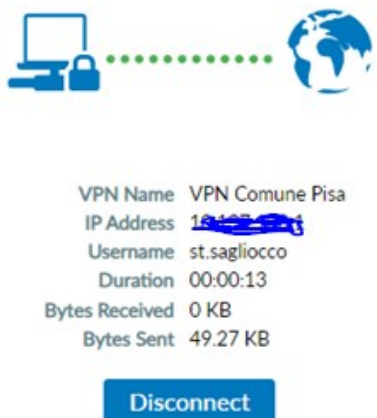 VPN Name VPN Comune Pisa
IP Address
Username st.sagliocco
Duration 00:00:13
Bytes Received 0 KB
Bytes Sent 49.27 KB
Disconnect